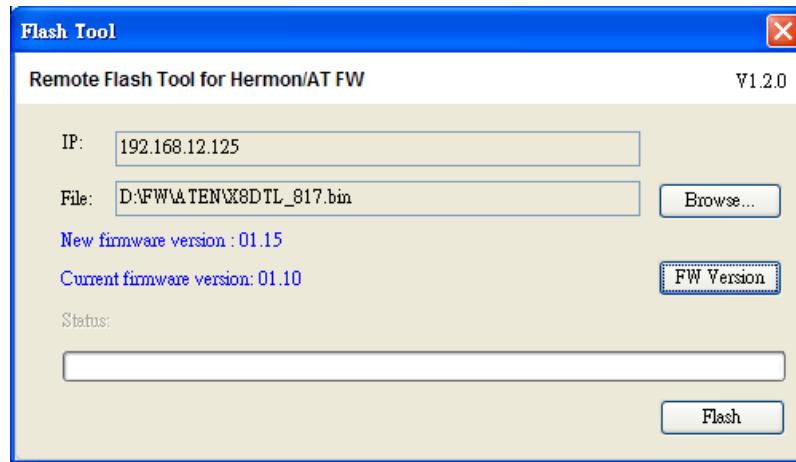 Flash Tool
Remote Flash Tool for Hermon/AT FW V1.2.0
IP: 192.168.12.125
File: D:\FW\ATEN\X8DTL_817.bin Browse...
New firmware version : 01.15
Current firmware version: 01.10 FW Version
Status:
Flash